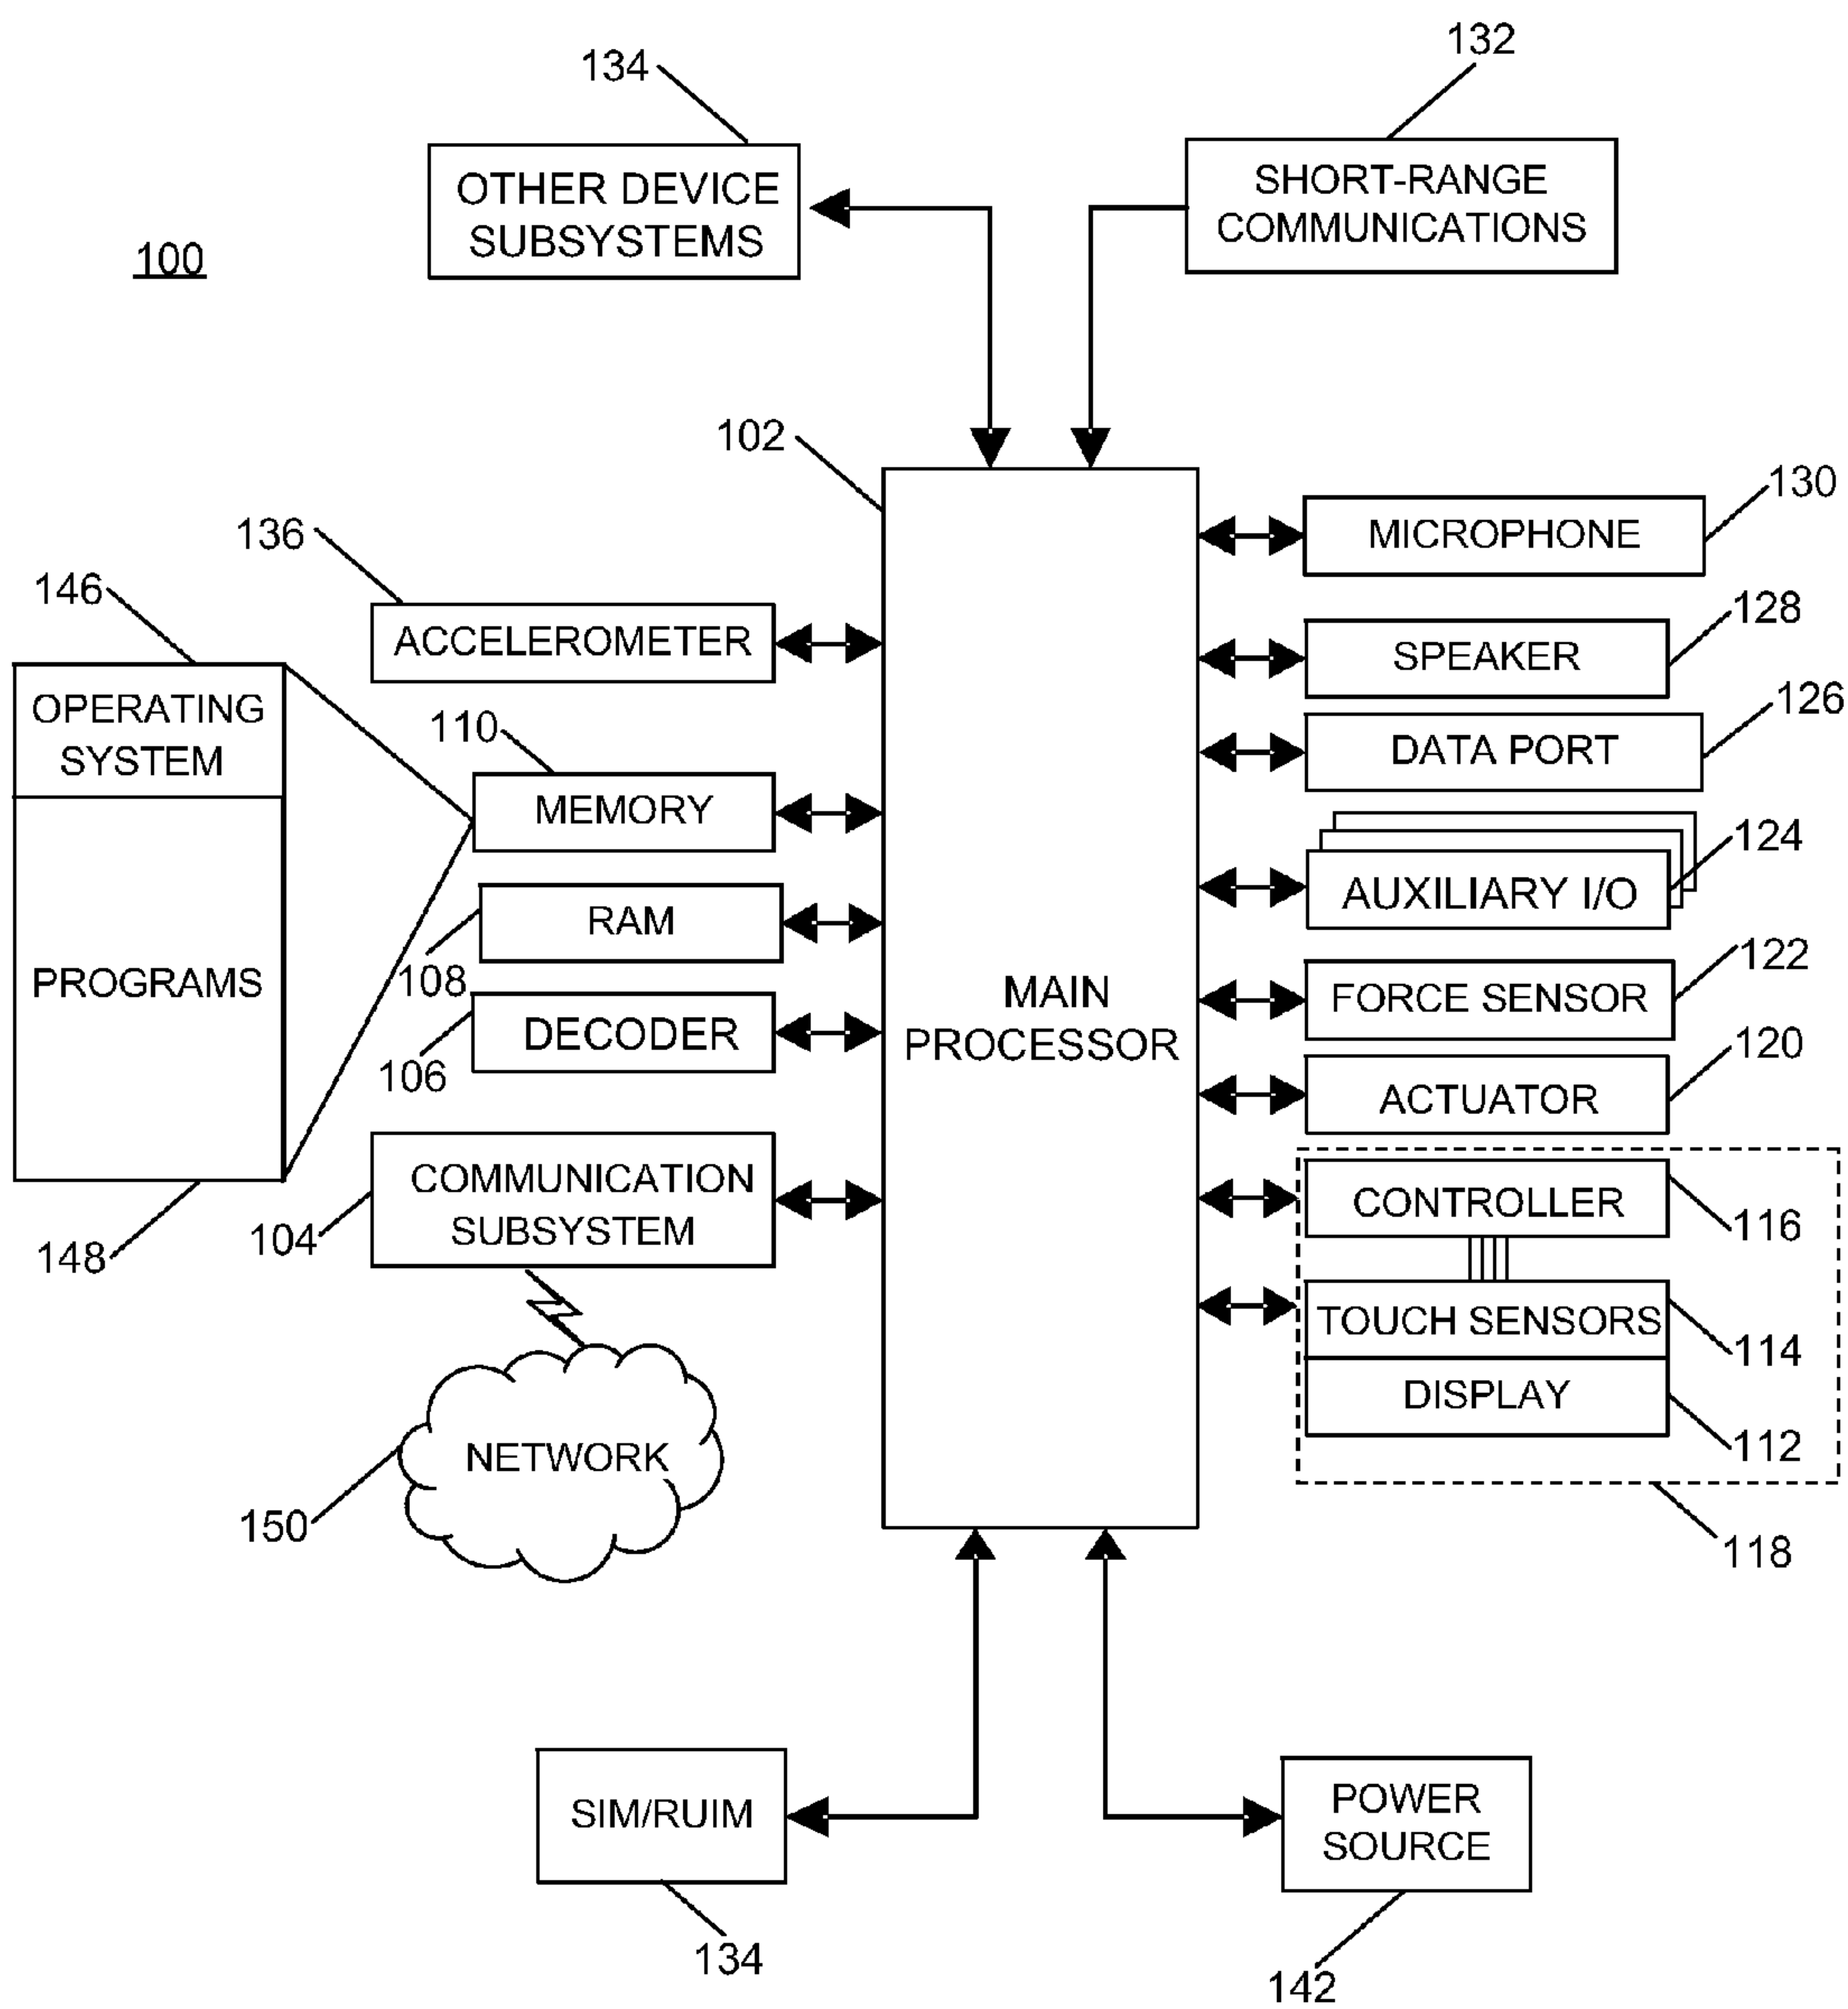 132
134
SHORT-RANGE
COMMUNICATIONS
OTHER DEVICE
SUBSYSTEMS
100
102
130
MICROPHONE
136
146
128
ACCELEROMETER
SPEAKER
OPERATING
SYSTEM
126
110
DATA PORT
MEMORY
124
AUXILIARY I/O
RAM
108
PROGRAMS
122
FORCE SENSOR
MAIN
PROCESSOR
DECODER
106
120
ACTUATOR
COMMUNICATION
SUBSYSTEM
104
148
CONTROLLER
116
TOUCH SENSORS
114
DISPLAY
112
NETWORK
150
118
SIM/RUIM
134
POWER
SOURCE
142